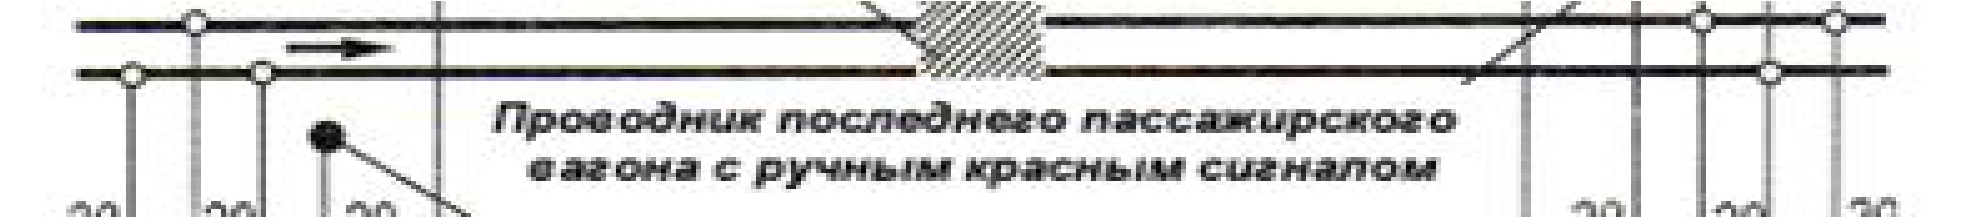 Проводник последнего пассажирского
вагона с ручным красным сигналом